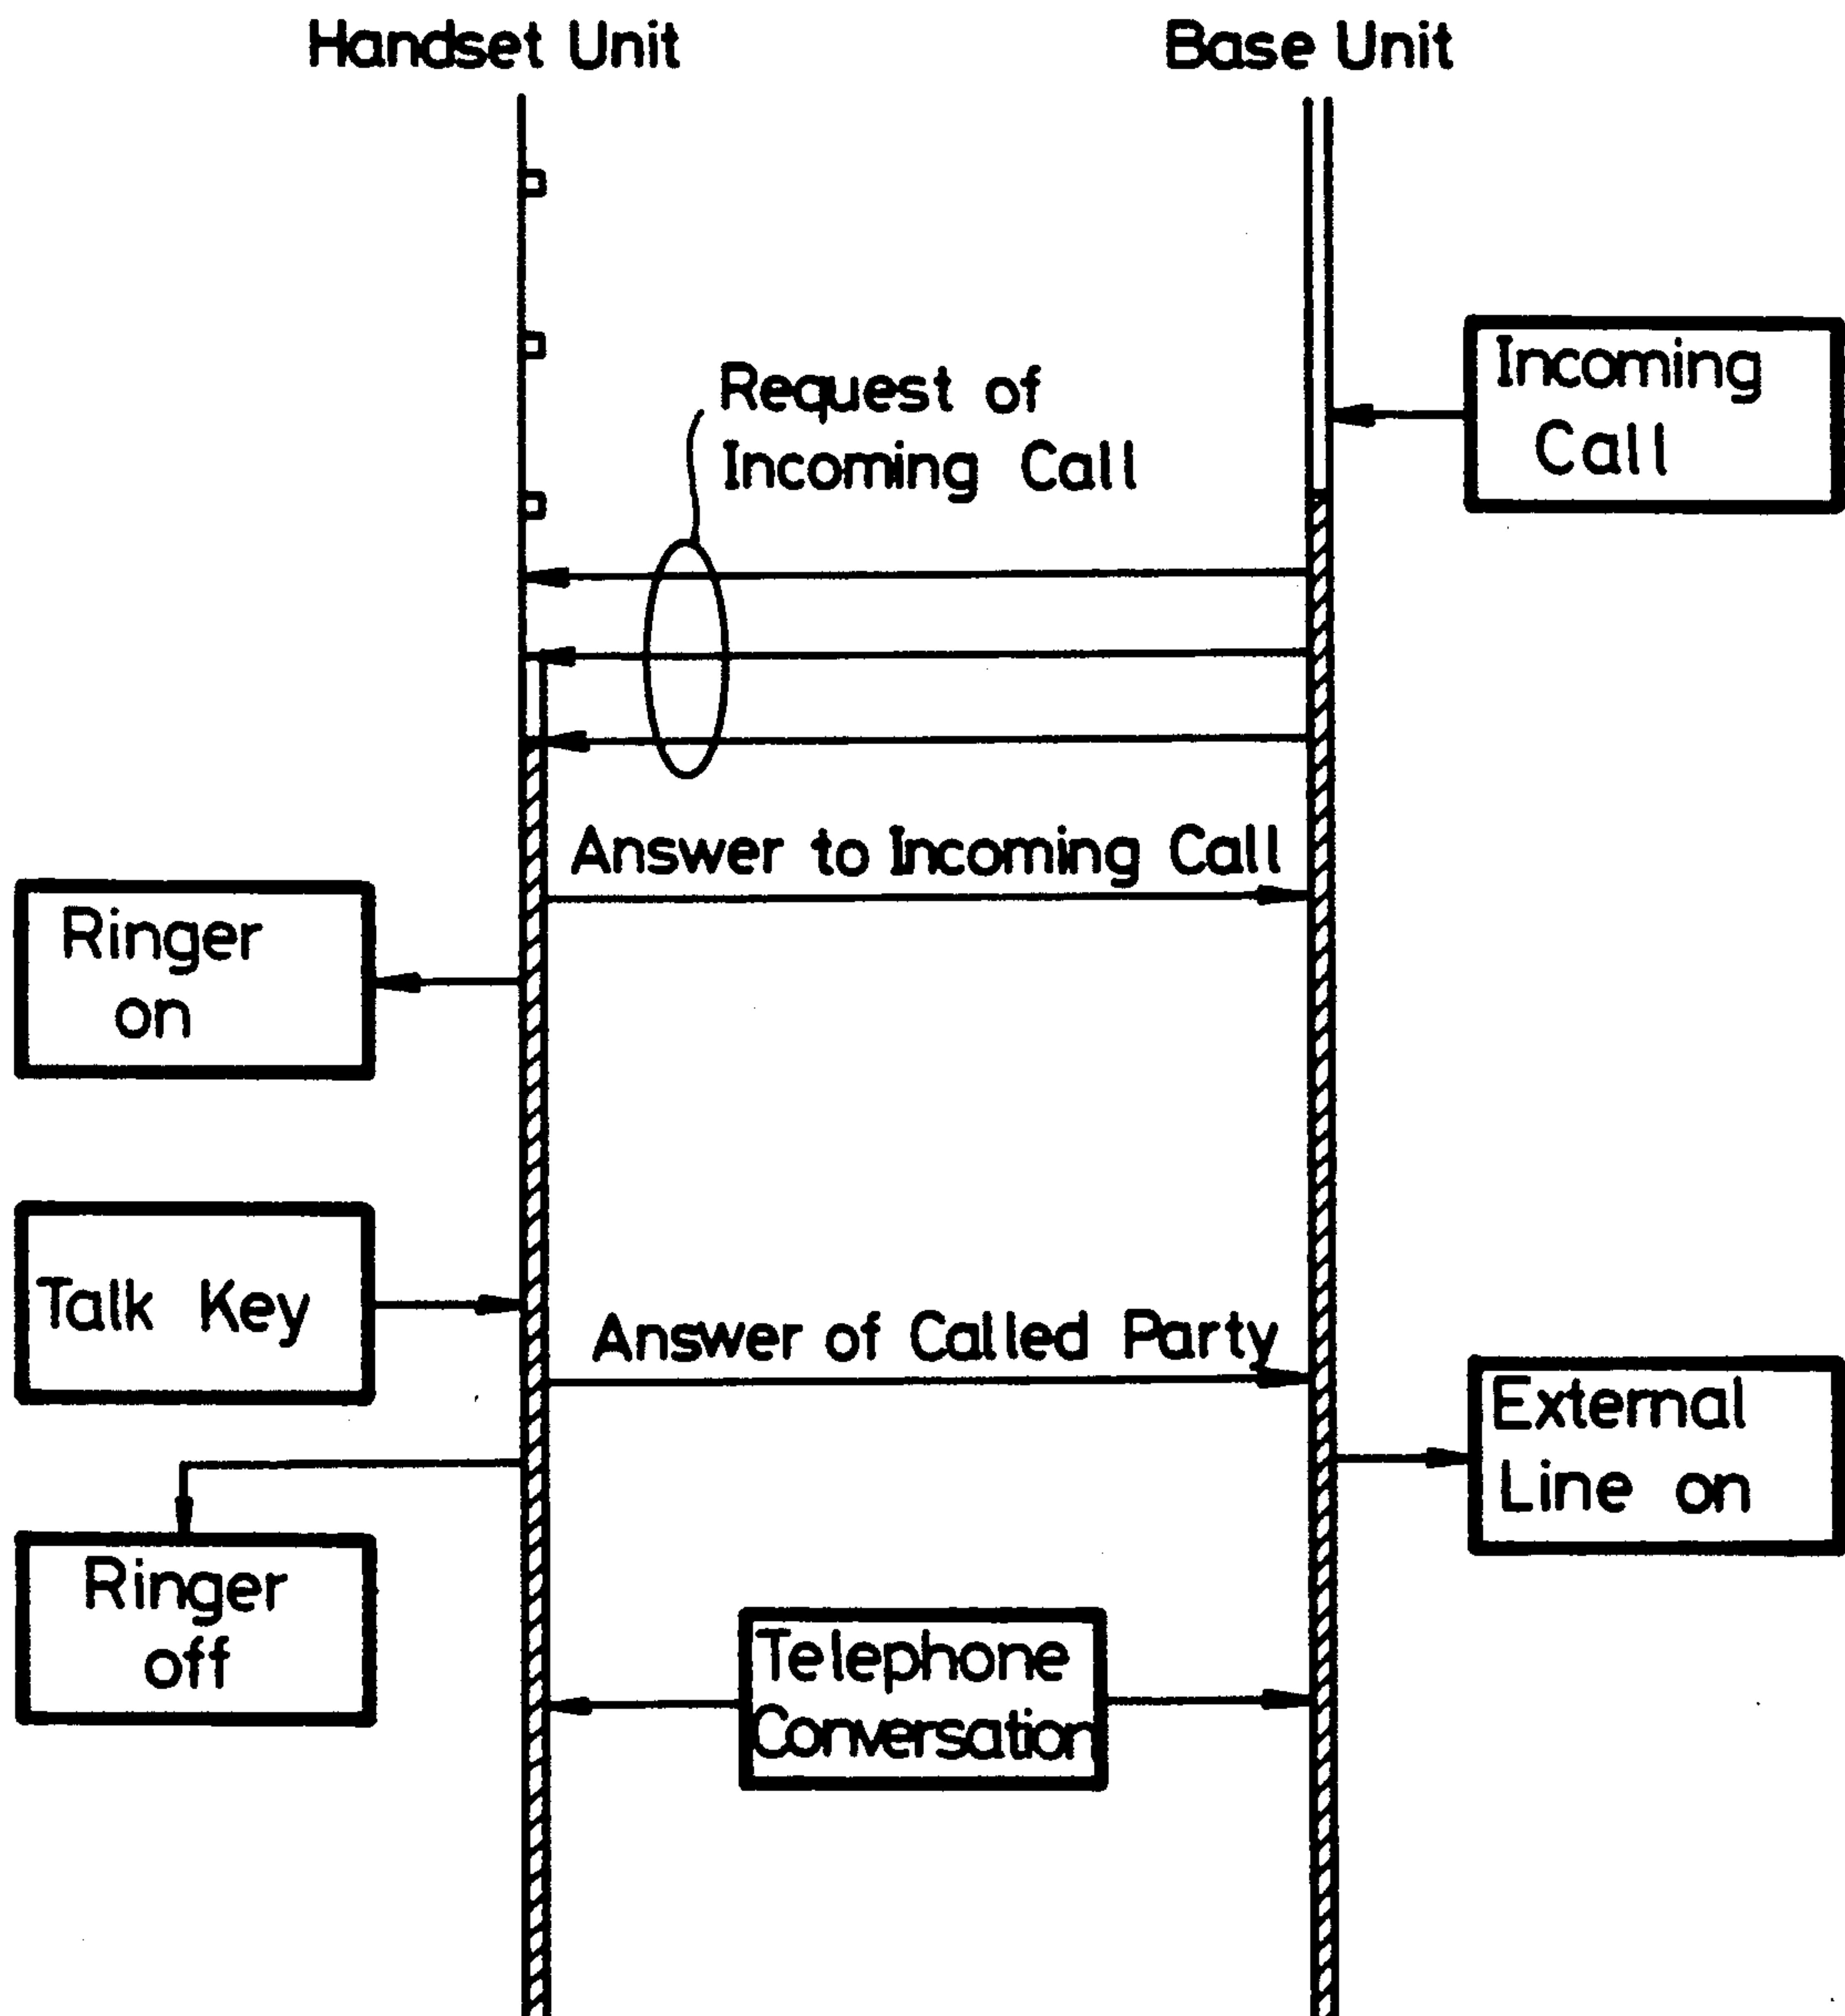 Handset Unit
Base Unit
Incoming
Call
Request of
Incoming Call
Answer to Incoming Call
Ringer
on
Talk Key
Answer of Called Party
External
Line on
Ringer
off
Telephone
Conversation